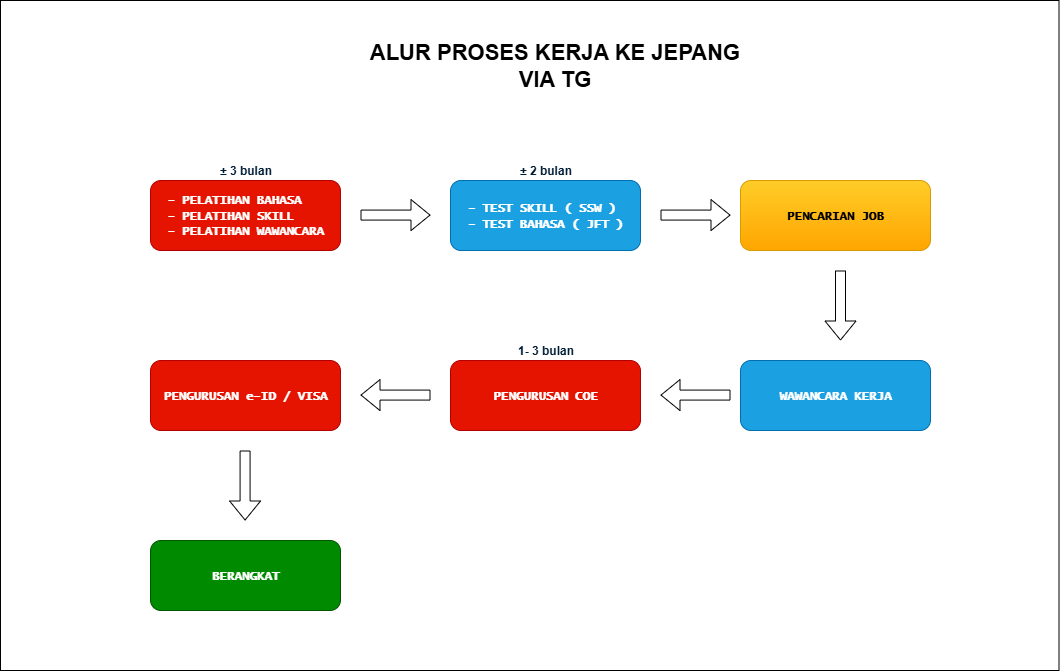 ALUR PROSES KERJA KE JEPANG
VIA TG
± 3 bulan
- PELATIHAN BAHASA
- PELATIHAN SKILL
- PELATIHAN WAWANCARA
± 2 bulan
- TEST SKILL ( SSW )
- TEST BAHASA ( JFT )
PENCARIAN JOB
WAWANCARA KERJA
1- 3 bulan
PENGURUSAN COE
PENGURUSAN e-ID / VISA
BERANGKAT